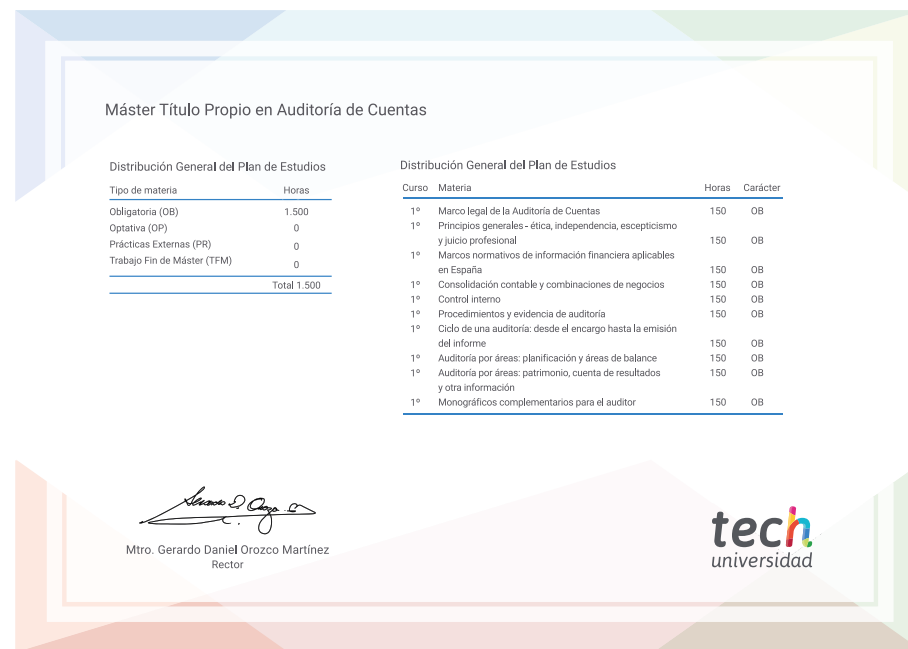 Máster Título Propio en Auditoría de Cuentas
Distribución General del Plan de Estudios
Tipo de materia Horas
Obligatoria (OB) 1.500
Optativa (OP) 0
Prácticas Externas (PR) 0
Trabajo Fin de Máster (TFM) 0
Total 1.500
Distribución General del Plan de Estudios
Curso Materia Horas Carácter
1º Marco legal de la Auditoría de Cuentas 150 OB
1º Principios generales - ética, independencia, escepticismo
y juicio profesional 150 OB
1º Marcos normativos de información financiera aplicables
en España 150 OB
1º Consolidación contable y combinaciones de negocios 150 OB
1º Control interno 150 OB
1º Procedimientos y evidencia de auditoría 150 OB
1º Ciclo de una auditoría: desde el encargo hasta la emisión
del informe 150 OB
1º Auditoría por áreas: planificación y áreas de balance 150 OB
1º Auditoría por áreas: patrimonio, cuenta de resultados 150 OB
y otra información
1º Monográficos complementarios para el auditor 150 OB
Mtro. Gerardo Daniel Orozco Martínez
Rector
tech
universidad